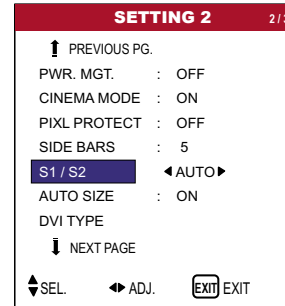 SETTING 2 2/
PREVIOUS PG.
PWR. MGT. : OFF
CINEMA MODE : ON
PIXL PROTECT : OFF
SIDE BARS : 5
S1 / S2 ◀ AUTO ▶
AUTO SIZE : ON
DVI TYPE
NEXT PAGE
SEL. ADJ. EXIT EXIT